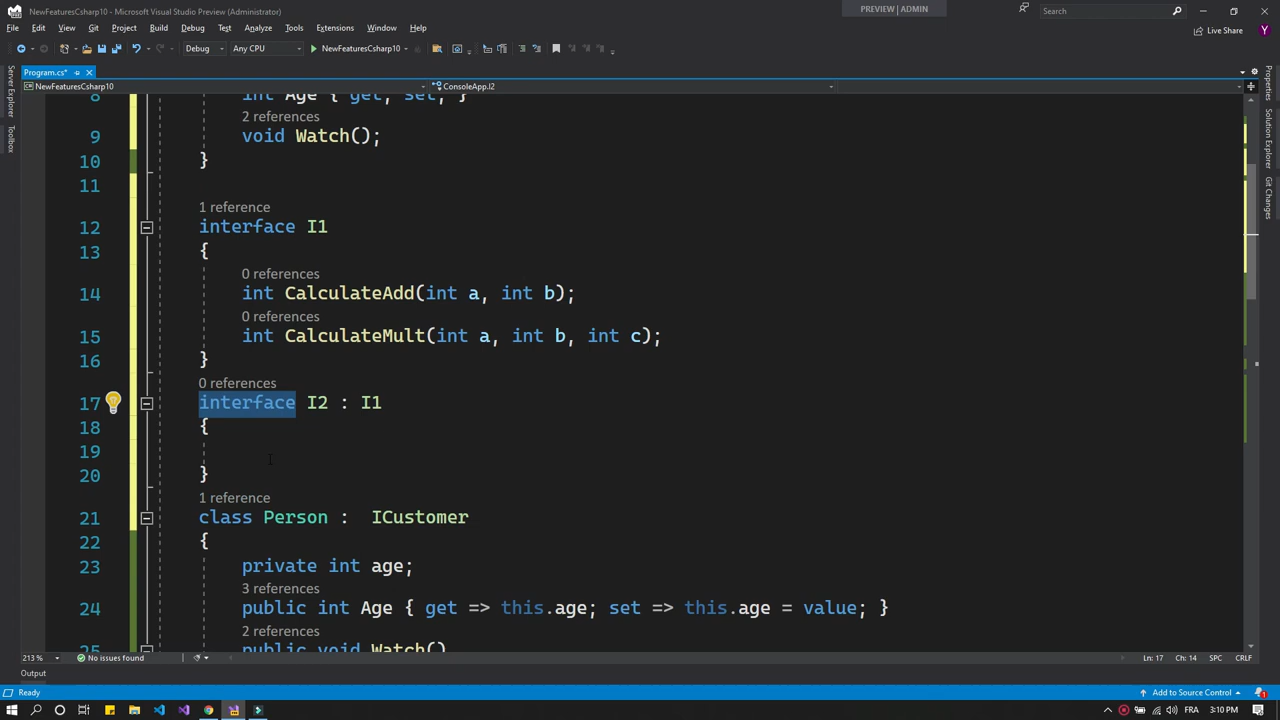 NewFeaturesCsharp10 - Microsoft Visual Studio Preview (Administrator)
PREVIEW | ADMIN
Search
File Edit View Git Project Build Debug Test Analyze Tools Extensions Window Help
Live Share
Debug Any CPU NewFeaturesCsharp10
Program.cs*
NewFeaturesCsharp10 ConsoleApp.I2
Server Explorer
Toolbox
Properties
Solution Explorer
Git Changes
8 int Age { get; set; }
2 references
9 void Watch();
10 }
11
1 reference
12 interface I1
13 {
0 references
14 int CalculateAdd(int a, int b);
0 references
15 int CalculateMult(int a, int b, int c);
16 }
0 references
17 interface I2 : I1
18 {
19
20 }
1 reference
21 class Person : ICustomer
22 {
23 private int age;
3 references
24 public int Age { get => this.age; set => this.age = value; }
2 references
25 public void Watch()
213 % No issues found Ln: 17 Ch: 14 SPC CRLF
Output
Ready Add to Source Control 1
FRA 3:10 PM